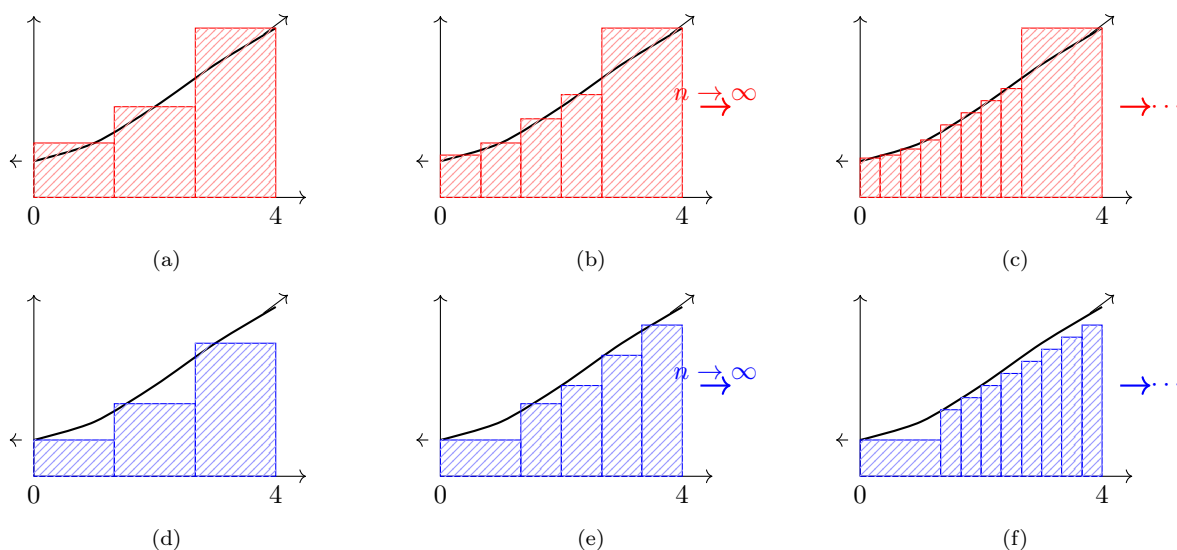 n → ∞
→
→ ···
0 4
0 4
0 4
(a)
(b)
(c)
n → ∞
→
→ ···
0 4
0 4
0 4
(d)
(e)
(f)